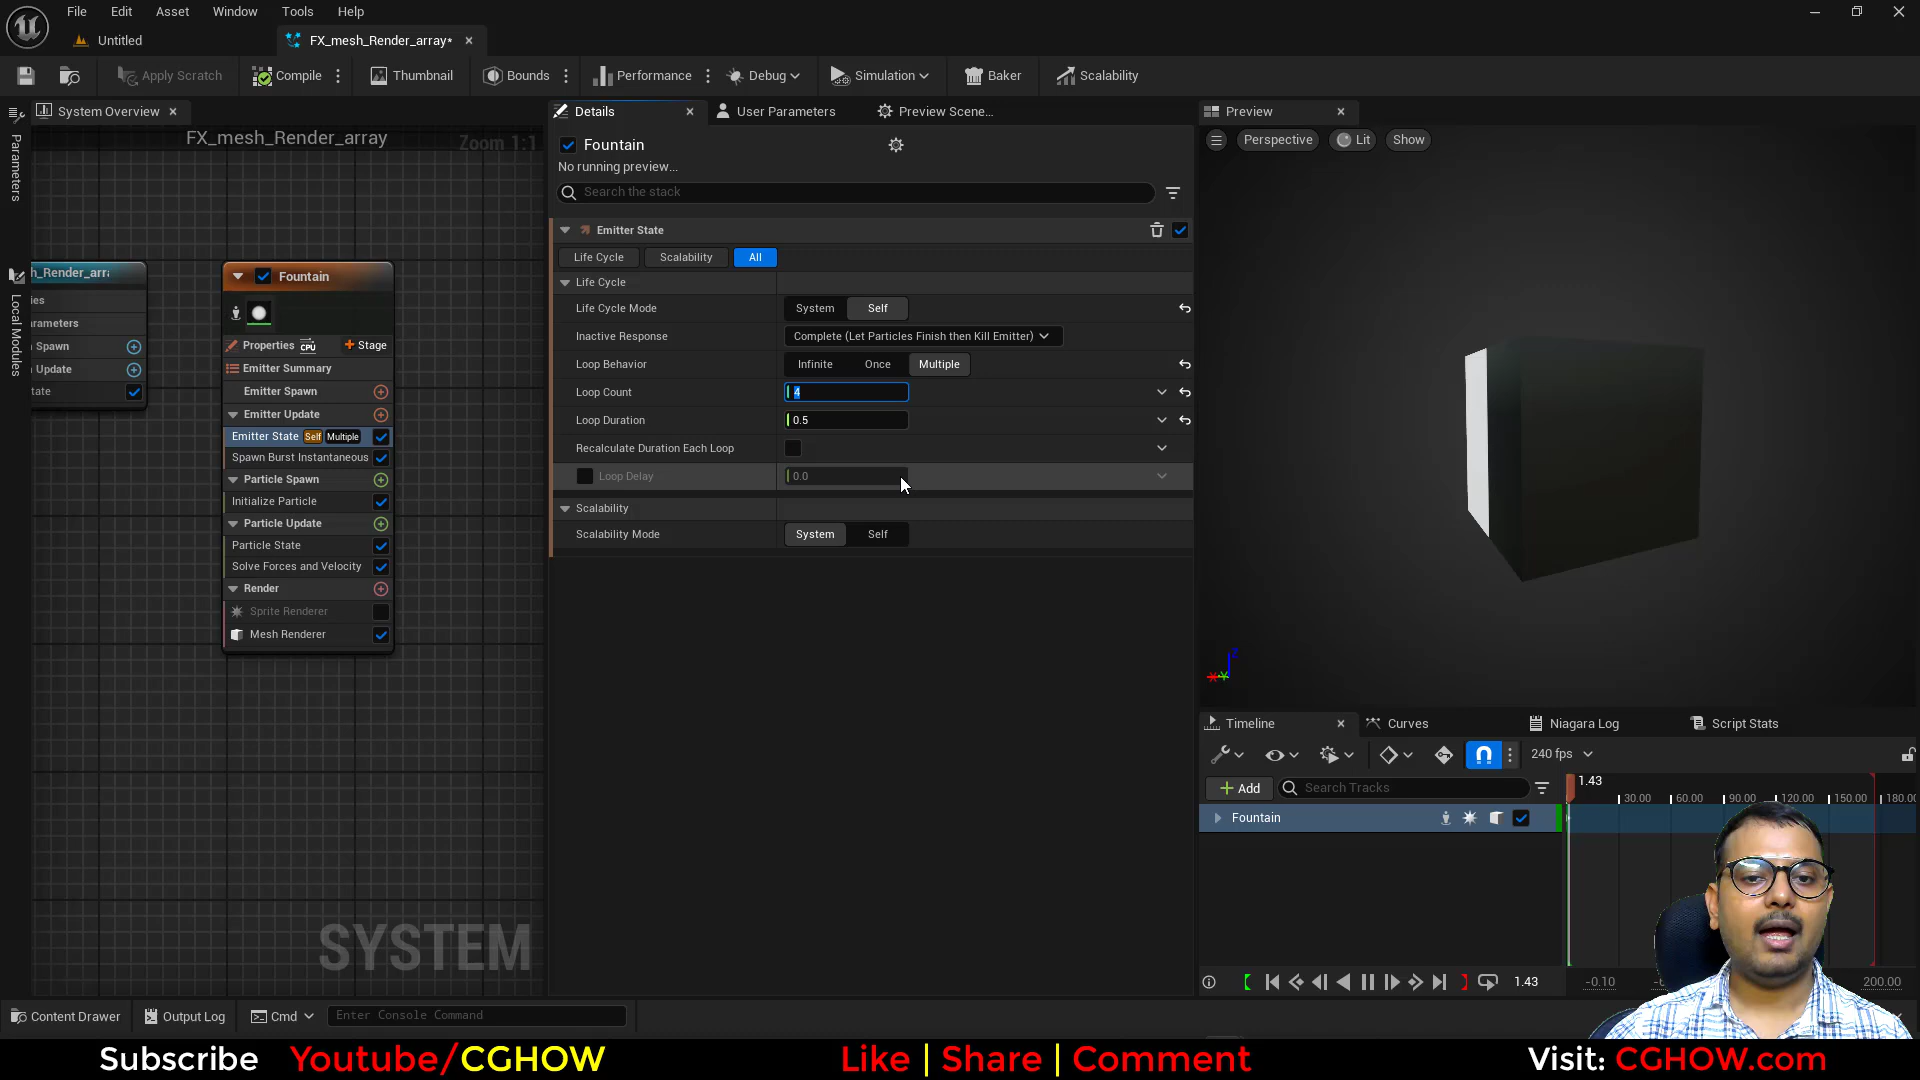 File Edit Asset Window Tools Help
Untitled FX_mesh_Render_array*
Apply Scratch Compile Thumbnail Bounds Performance Debug Simulation Baker Scalability
System Overview Details User Parameters Preview Scene... Preview
FX_mesh_Render_array Zoom 1:1
Parameters
Local Modules
Fountain
No running preview...
Search the stack
Perspective Lit Show
Emitter State
Life Cycle Scalability All
Life Cycle
Life Cycle Mode System Self
Inactive Response Complete (Let Particles Finish then Kill Emitter)
Loop Behavior Infinite Once Multiple
Loop Count 4
Loop Duration 0.5
Recalculate Duration Each Loop
Loop Delay 0.0
Scalability
Scalability Mode System Self
h_Render_arra
ies
arameters
Spawn
Update
tate
Fountain
Properties CPU Stage
Emitter Summary
Emitter Spawn
Emitter Update
Emitter State Self Multiple
Spawn Burst Instantaneous
Particle Spawn
Initialize Particle
Particle Update
Particle State
Solve Forces and Velocity
Render
Sprite Renderer
Mesh Renderer
SYSTEM
Z
X Y
Timeline Curves Niagara Log Script Stats
240 fps
Add Search Tracks
1.43
30.00 60.00 90.00 120.00 150.00 180.00
Fountain
1.43 -0.10 200.00
Content Drawer Output Log Cmd Enter Console Command
Subscribe Youtube/CGHOW Like | Share | Comment Visit: CGHOW.com